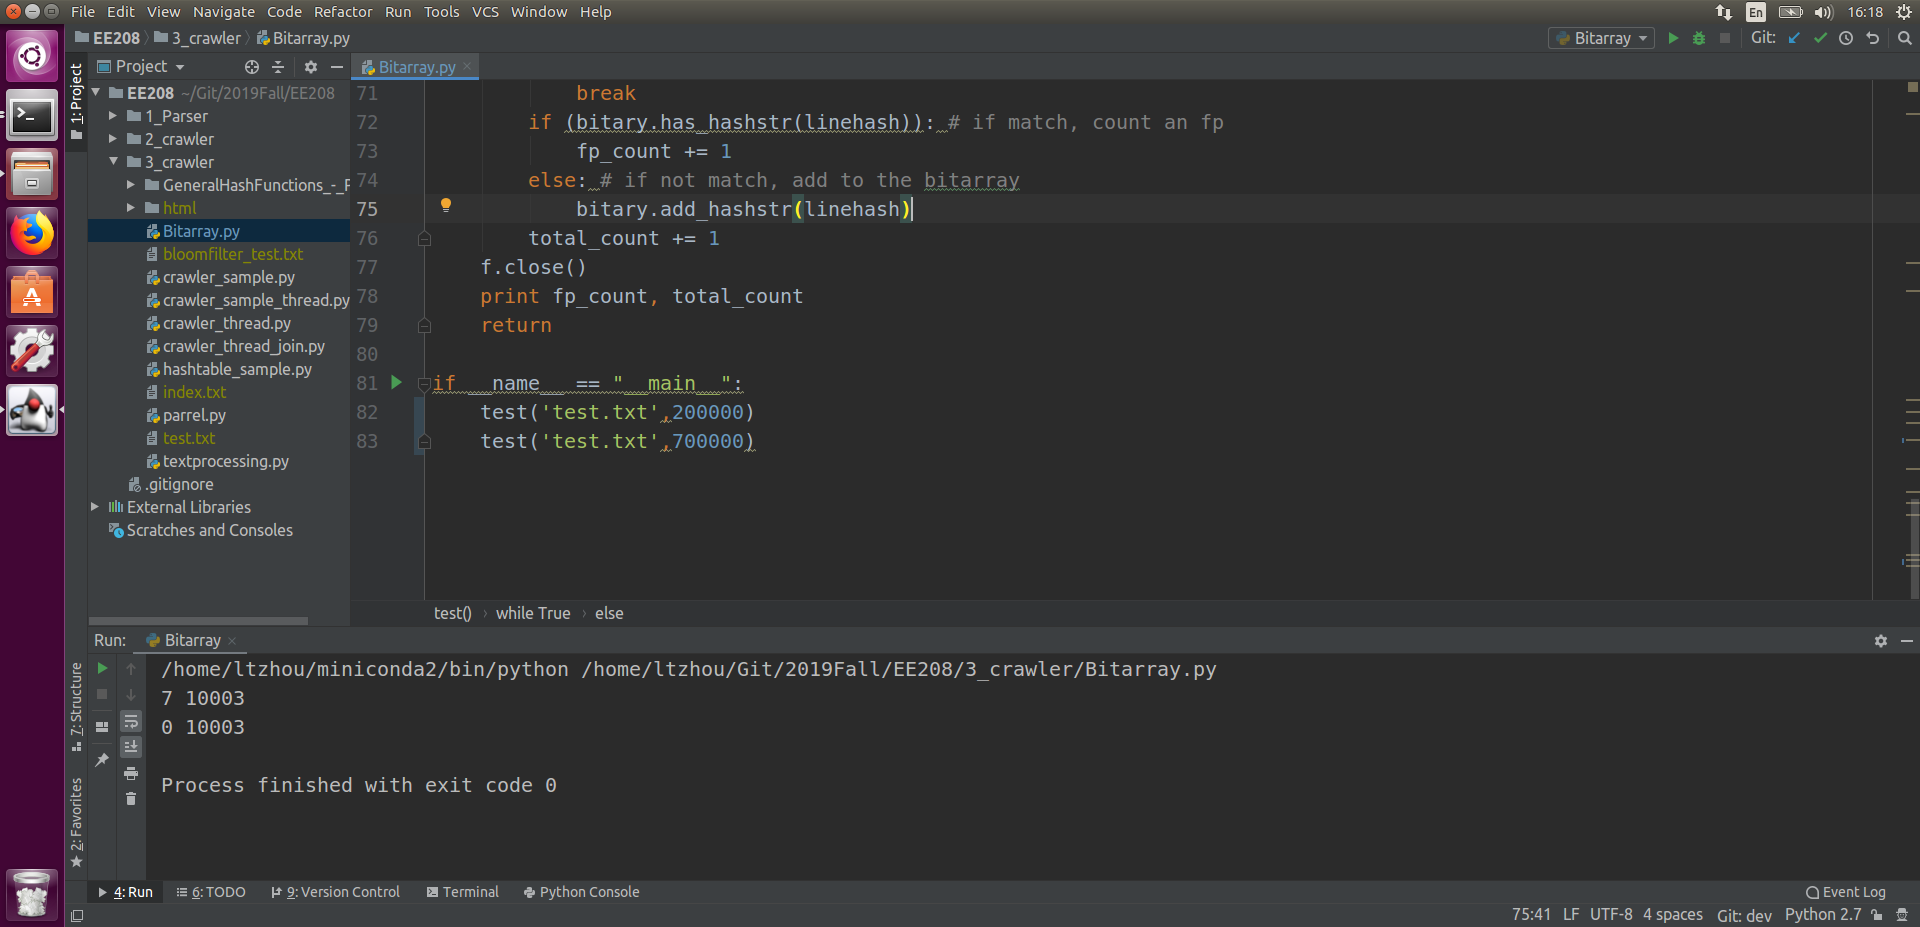 File Edit View Navigate Code Refactor Run Tools VCS Window Help
En 16:18
EE208 3_crawler Bitarray.py
Bitarray Git:
1: Project
Project
EE208 ~/Git/2019Fall/EE208
1_Parser
2_crawler
3_crawler
GeneralHashFunctions_-_P
html
Bitarray.py
bloomfilter_test.txt
crawler_sample.py
crawler_sample_thread.py
crawler_thread.py
crawler_thread_join.py
hashtable_sample.py
index.txt
parrel.py
test.txt
textprocessing.py
.gitignore
External Libraries
Scratches and Consoles
Bitarray.py
71 break
72 if (bitary.has_hashstr(linehash)): # if match, count an fp
73 fp_count += 1
74 else: # if not match, add to the bitarray
75 bitary.add_hashstr(linehash)
76 total_count += 1
77 f.close()
78 print fp_count, total_count
79 return
80
81 if __name__ == "__main__":
82 test('test.txt',200000)
83 test('test.txt',700000)
test() › while True › else
Run: Bitarray
7: Structure
2: Favorites
/home/ltzhou/miniconda2/bin/python /home/ltzhou/Git/2019Fall/EE208/3_crawler/Bitarray.py
7 10003
0 10003
Process finished with exit code 0
4: Run 6: TODO 9: Version Control Terminal Python Console Event Log
75:41 LF UTF-8 4 spaces Git: dev Python 2.7